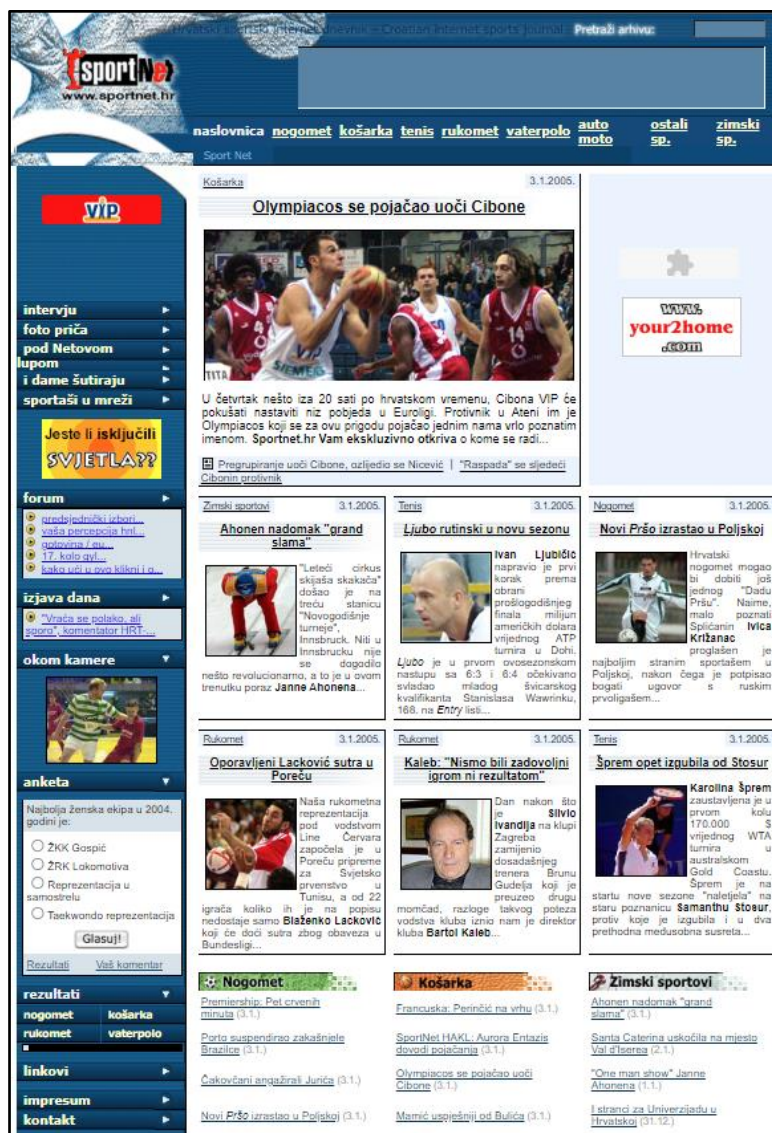 Hrvatski sportski internet dnevnik – Croatian internet sports journal Pretraži arhivu:
sportNet
www.sportnet.hr
naslovnica nogomet košarka tenis rukomet vaterpolo auto moto ostali sp. zimski sp.
Sport Net
VIP
intervju
foto priča
pod Netovom
lupom
i dame šutiraju
sportaši u mreži
Jeste li isključili
SVJETLA??
forum
predsjednički izbori...
vaša percepcija hnl...
gotovina / eu...
17. kolo gyl...
kako ući u ovo klikni i o...
izjava dana
"Vraća se polako, ali
sporo", komentator HRT-...
okom kamere
anketa
Najbolja ženska ekipa u 2004.
godini je:
ŽKK Gospić
ŽRK Lokomotiva
Reprezentacija u
samostrelu
Taekwondo reprezentacija
Glasuj!
Rezultati Vaš komentar
rezultati
nogomet košarka
rukomet vaterpolo
linkovi
impresum
kontakt
Košarka 3.1.2005.
Olympiacos se pojačao uoči Cibone
VIP
SIEMENS
14
TITA
U četvrtak nešto iza 20 sati po hrvatskom vremenu, Cibona VIP će
pokušati nastaviti niz pobjeda u Euroligi. Protivnik u Ateni im je
Olympiacos koji se za ovu prigodu pojačao jednim nama vrlo poznatim
imenom. Sportnet.hr Vam ekskluzivno otkriva o kome se radi...
Pregrupiranje uoči Cibone, ozlijedio se Nicević | "Raspada" se sljedeći
Cibonin protivnik
www.
your2home
.com
Zimski sportovi 3.1.2005.
Ahonen nadomak "grand
slama"
"Leteći cirkus
skijaša skakača"
došao je na
treću stanicu
"Novogodišnje
turneje",
Innsbruck. Niti u
Innsbrucku nije
se dogodilo
nešto revolucionarno, a to je u ovom
trenutku poraz Janne Ahonena...
Tenis 3.1.2005.
Ljubo rutinski u novu sezonu
Ivan Ljubičić
napravio je prvi
korak prema
obrani
prošlogodišnjeg
finala milijun
američkih dolara
vrijednog ATP
turnira u Dohi.
Ljubo je u prvom ovosezonskom
nastupu sa 6:3 i 6:4 očekivano
svladao mladog švicarskog
kvalifikanta Stanislasa Wawrinku,
168. na Entry listi...
Nogomet 3.1.2005.
Novi Pršo izrastao u Poljskoj
Hrvatski
nogomet mogao
bi dobiti još
jednog "Dadu
Pršu". Naime,
malo poznati
Splićanin Ivica
Križanac
proglašen je
najboljim stranim sportašem u
Poljskoj, nakon čega je potpisao
bogati ugovor s ruskim
prvoligašem...
Rukomet 3.1.2005.
Oporavljeni Lacković sutra u
Poreču
Naša rukometna
reprezentacija
pod vodstvom
Line Červara
započela je u
Poreču pripreme
za Svjetsko
prvenstvo u
Tunisu, a od 22
igrača koliko ih je na popisu
nedostaje samo Blaženko Lacković
koji će doći sutra zbog obaveza u
Bundesligi...
Rukomet 3.1.2005.
Kaleb: "Nismo bili zadovoljni
igrom ni rezultatom"
Dan nakon što
je Silvio
Ivandija na klupi
Zagreba
zamijenio
dosadašnjeg
trenera Brunu
Gudelja koji je
preuzeo drugu
momčad, razloge takvog poteza
vodstva kluba iznio nam je direktor
kluba Bartol Kaleb...
Tenis 3.1.2005.
Šprem opet izgubila od Stosur
Karolina Šprem
zaustavljena je u
prvom kolu
170.000 $
vrijednog WTA
turnira u
australskom
Gold Coastu.
Šprem je na
startu nove sezone "naletjela" na
staru poznanicu Samanthu Stosur,
protiv koje je izgubila i u dva
prethodna međusobna susreta...
Nogomet
Premiership: Pet crvenih
minuta (3.1.)
Porto suspendirao zakašnjele
Brazilce (3.1.)
Čakovčani angažirali Jurića (3.1.)
Novi Pršo izrastao u Poljskoj (3.1.)
Košarka
Francuska: Perinčić na vrhu (3.1.)
SportNet HAKL: Aurora Entazis
dovodi pojačanja (3.1.)
Olympiacos se pojačao uoči
Cibone (3.1.)
Mamić uspješniji od Bulića (3.1.)
Zimski sportovi
Ahonen nadomak "grand
slama" (3.1.)
Santa Caterina uskočila na mjesto
Val d'Iserea (2.1.)
"One man show" Janne
Ahonena (1.1.)
I stranci za Univerzijadu u
Hrvatskoj (31.12.)